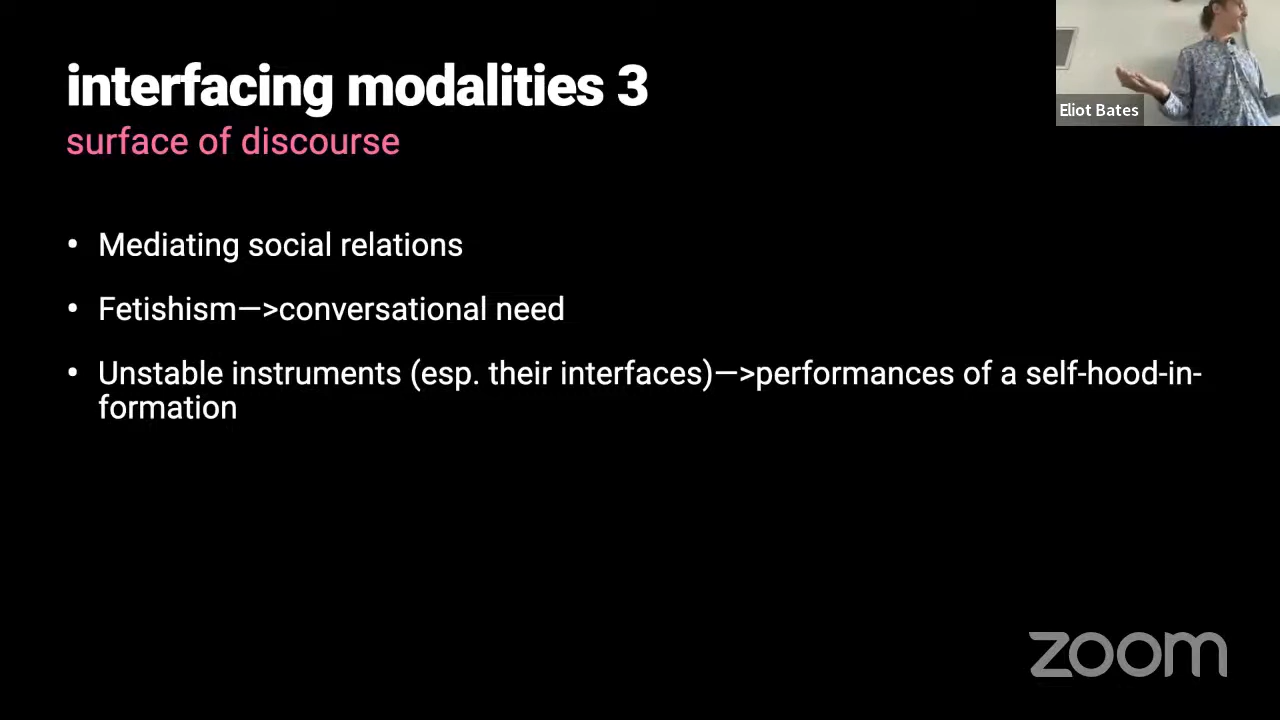 interfacing modalities 3
surface of discourse
Eliot Bates
• Mediating social relations
• Fetishism—>conversational need
• Unstable instruments (esp. their interfaces)—>performances of a self-hood-in-
formation
zoom